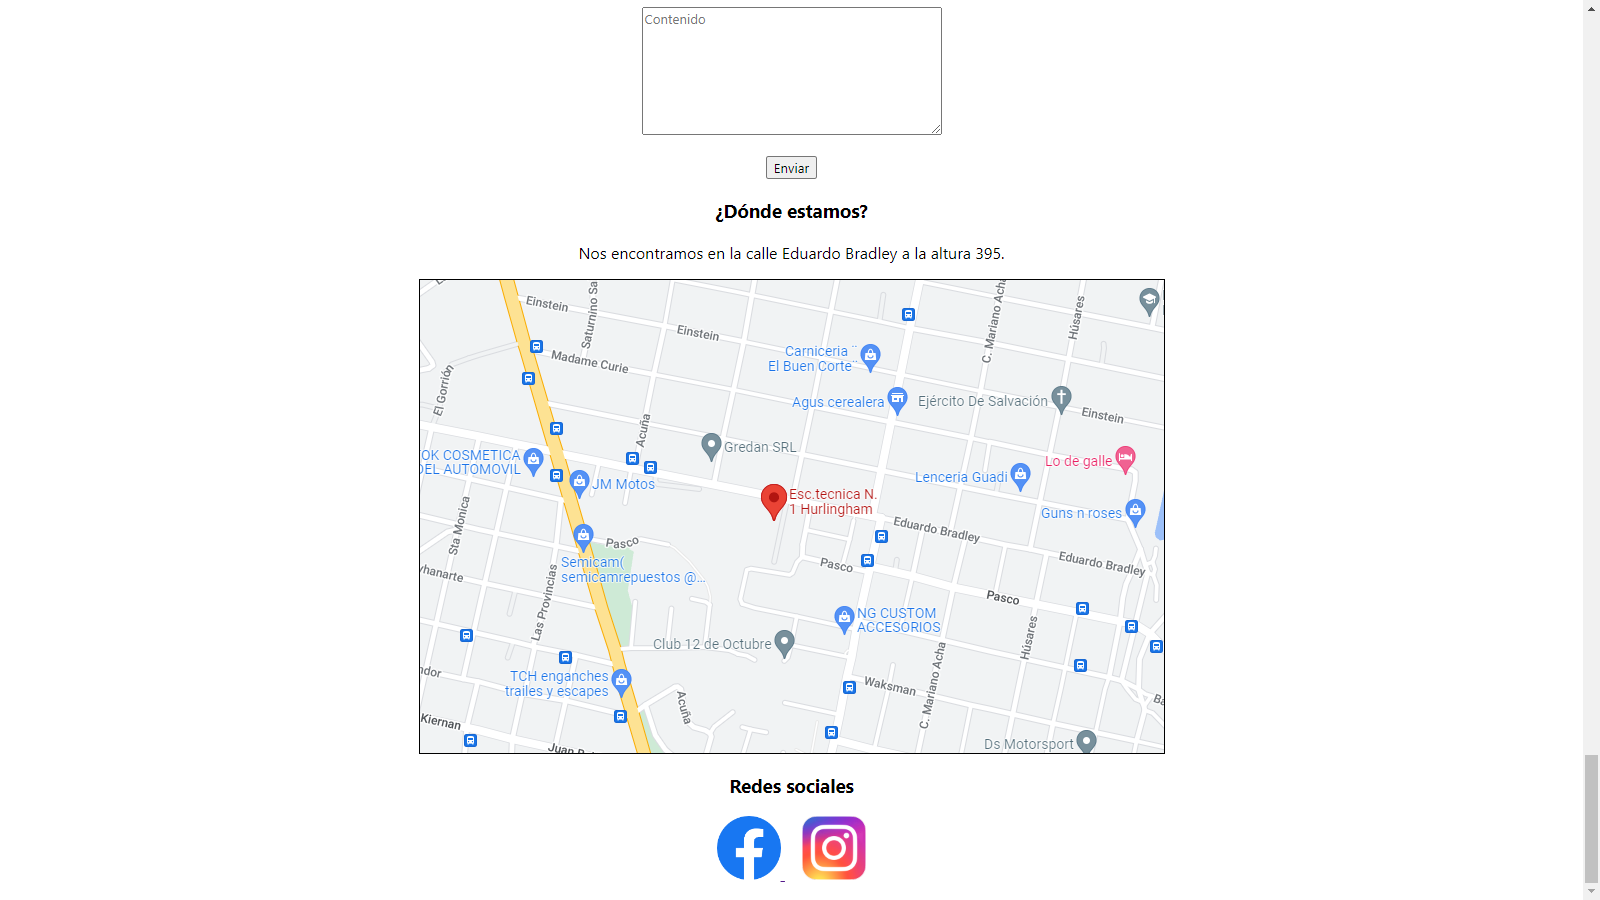 Contenido
Enviar
¿Dónde estamos?
Nos encontramos en la calle Eduardo Bradley a la altura 395.
Einstein
Saturnino Sa
C. Mariano Acha
Húsares
Einstein
Madame Curie
Carniceria ¨
El Buen Corte ¨
El Gorrión
Agus cerealera
Ejército De Salvación
Einstein
Acuña
Gredan SRL
OK COSMETICA
DEL AUTOMOVIL
Lo de galle
JM Motos
Lenceria Guadi
Esc.tecnica N.
1 Hurlingham
Guns n roses
Sta Monica
Eduardo Bradley
Pasco
Eduardo Bradley
Semicam(
semicamrepuestos @...
Pasco
yhanarte
Las Provincias
Pasco
NG CUSTOM
ACCESORIOS
Club 12 de Octubre
Húsares
C. Mariano Acha
ndor
TCH enganches
trailes y escapes
Waksman
Acuña
Ba
Kiernan
Ds Motorsport
Redes sociales